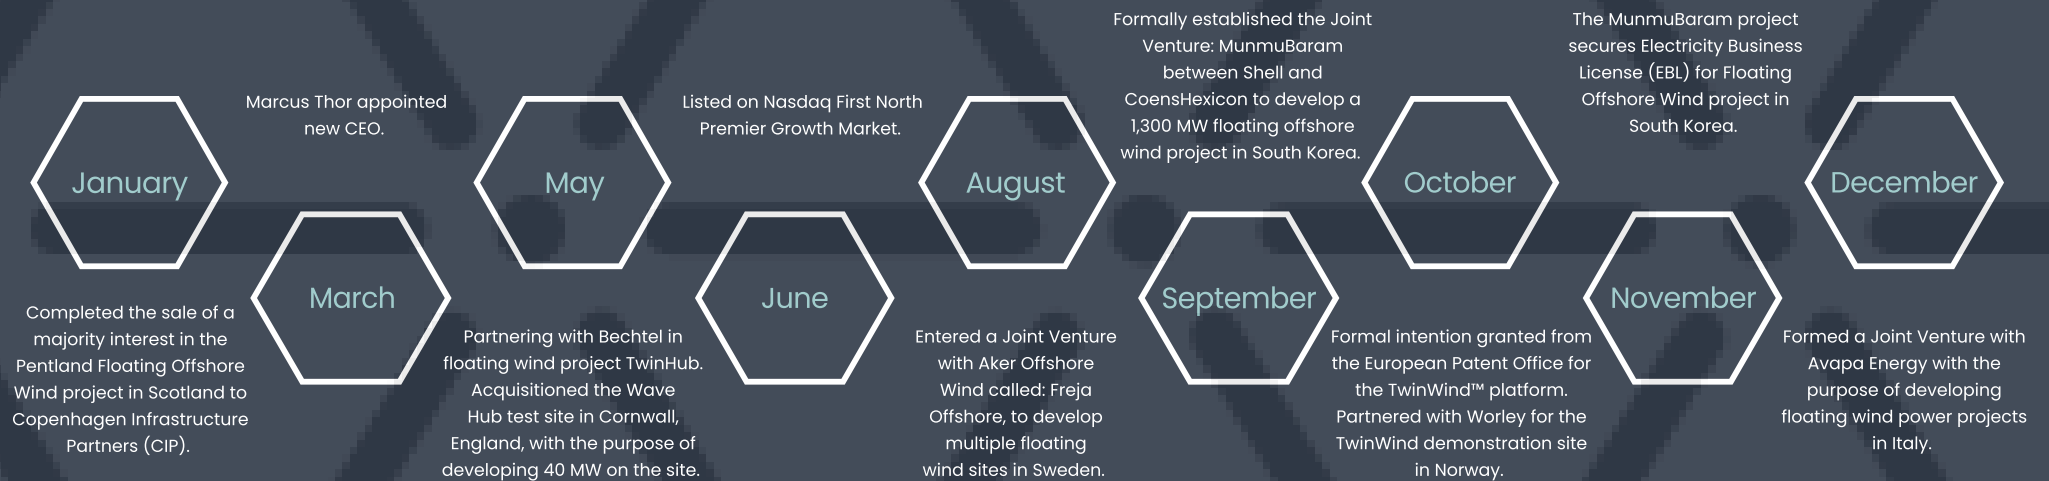 January
Completed the sale of a
majority interest in the
Pentland Floating Offshore
Wind project in Scotland to
Copenhagen Infrastructure
Partners (CIP).
Marcus Thor appointed
new CEO.
March
May
Partnering with Bechtel in
floating wind project TwinHub.
Acquisitioned the Wave
Hub test site in Cornwall,
England, with the purpose of
developing 40 MW on the site.
Listed on Nasdaq First North
Premier Growth Market.
June
August
Entered a Joint Venture
with Aker Offshore
Wind called: Freja
Offshore, to develop
multiple floating
wind sites in Sweden.
Formally established the Joint
Venture: MunmuBaram
between Shell and
CoensHexicon to develop a
1,300 MW floating offshore
wind project in South Korea.
September
October
Formal intention granted from
the European Patent Office for
the TwinWind™ platform.
Partnered with Worley for the
TwinWind demonstration site
in Norway.
The MunmuBaram project
secures Electricity Business
License (EBL) for Floating
Offshore Wind project in
South Korea.
November
December
Formed a Joint Venture with
Avapa Energy with the
purpose of developing
floating wind power projects
in Italy.